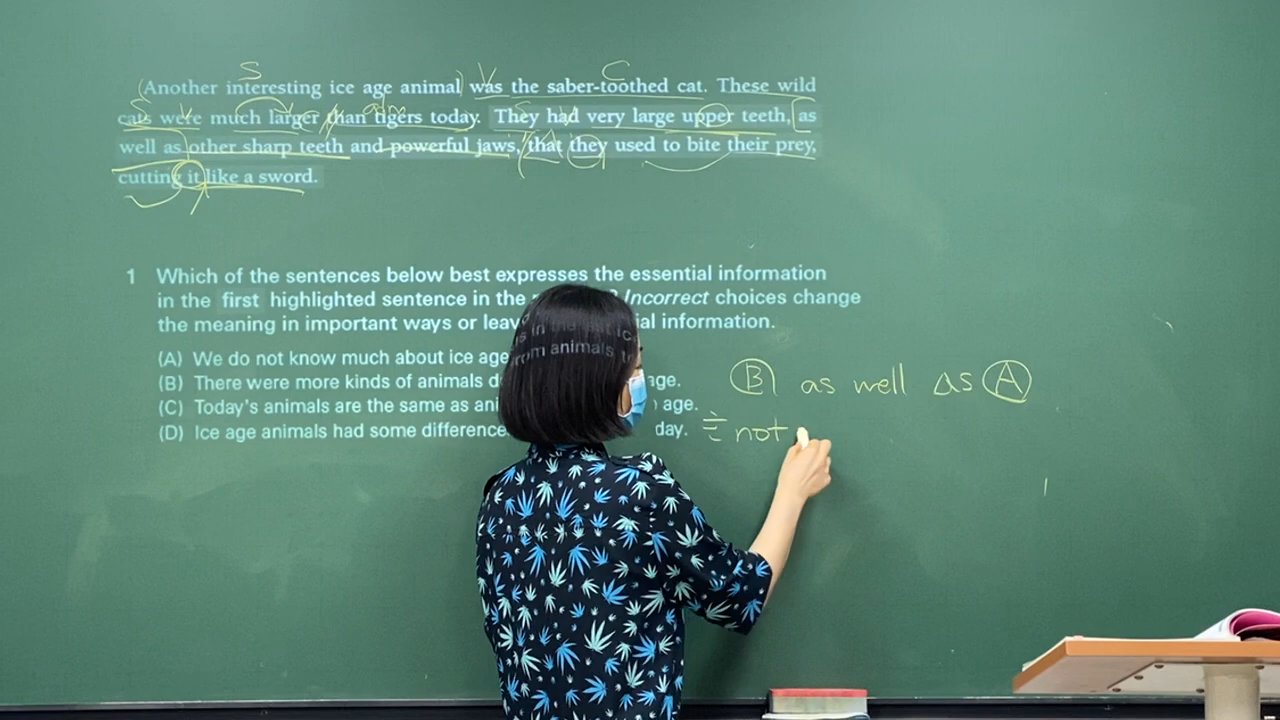 S V C
Another interesting ice age animal was the saber-toothed cat. These wild
S V S V
cats were much larger than tigers today. They had very large upper teeth, as
well as other sharp teeth and powerful jaws, that they used to bite their prey,
cutting it like a sword.
1 Which of the sentences below best expresses the essential information
in the first highlighted sentence in the Incorrect choices change
the meaning in important ways or information.
(A) We do not know much about ice age
(B) There were more kinds of animals
(C) Today's animals are the same as age.
(D) Ice age animals had some day.
B as well as A
≒ not